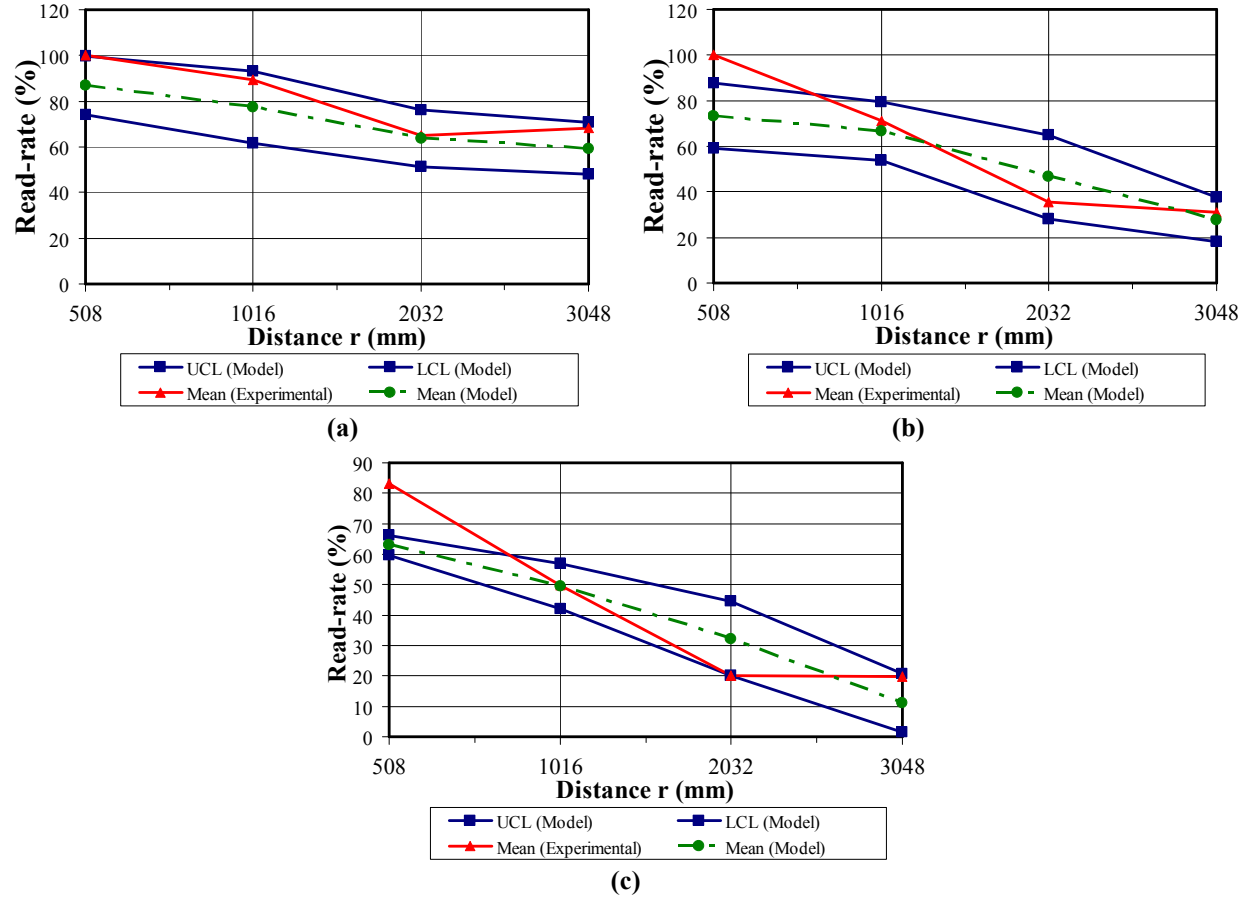 120
100
80
60
40
20
0
Read-rate (%)
508 1016 2032 3048
Distance r (mm)
UCL (Model) LCL (Model)
Mean (Experimental) Mean (Model)
(a)
120
100
80
60
40
20
0
Read-rate (%)
508 1016 2032 3048
Distance r (mm)
UCL (Model) LCL (Model)
Mean (Experimental) Mean (Model)
(b)
90
80
70
60
50
40
30
20
10
0
Read-rate (%)
508 1016 2032 3048
Distance r (mm)
UCL (Model) LCL (Model)
Mean (Experimental) Mean (Model)
(c)